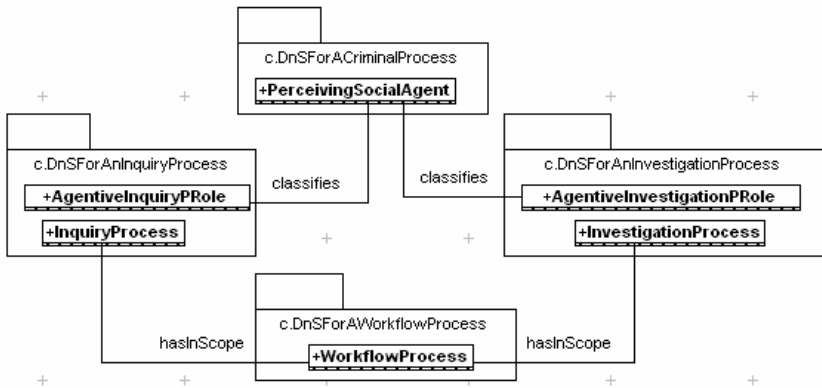 c.DnSForACriminalProcess
+PerceivingSocialAgent
c.DnSForAnInquiryProcess
+AgentiveInquiryPRole
+InquiryProcess
classifies
classifies
c.DnSForAnInvestigationProcess
+AgentiveInvestigationPRole
+InvestigationProcess
c.DnSForAWorkflowProcess
hasInScope
+WorkflowProcess
hasInScope